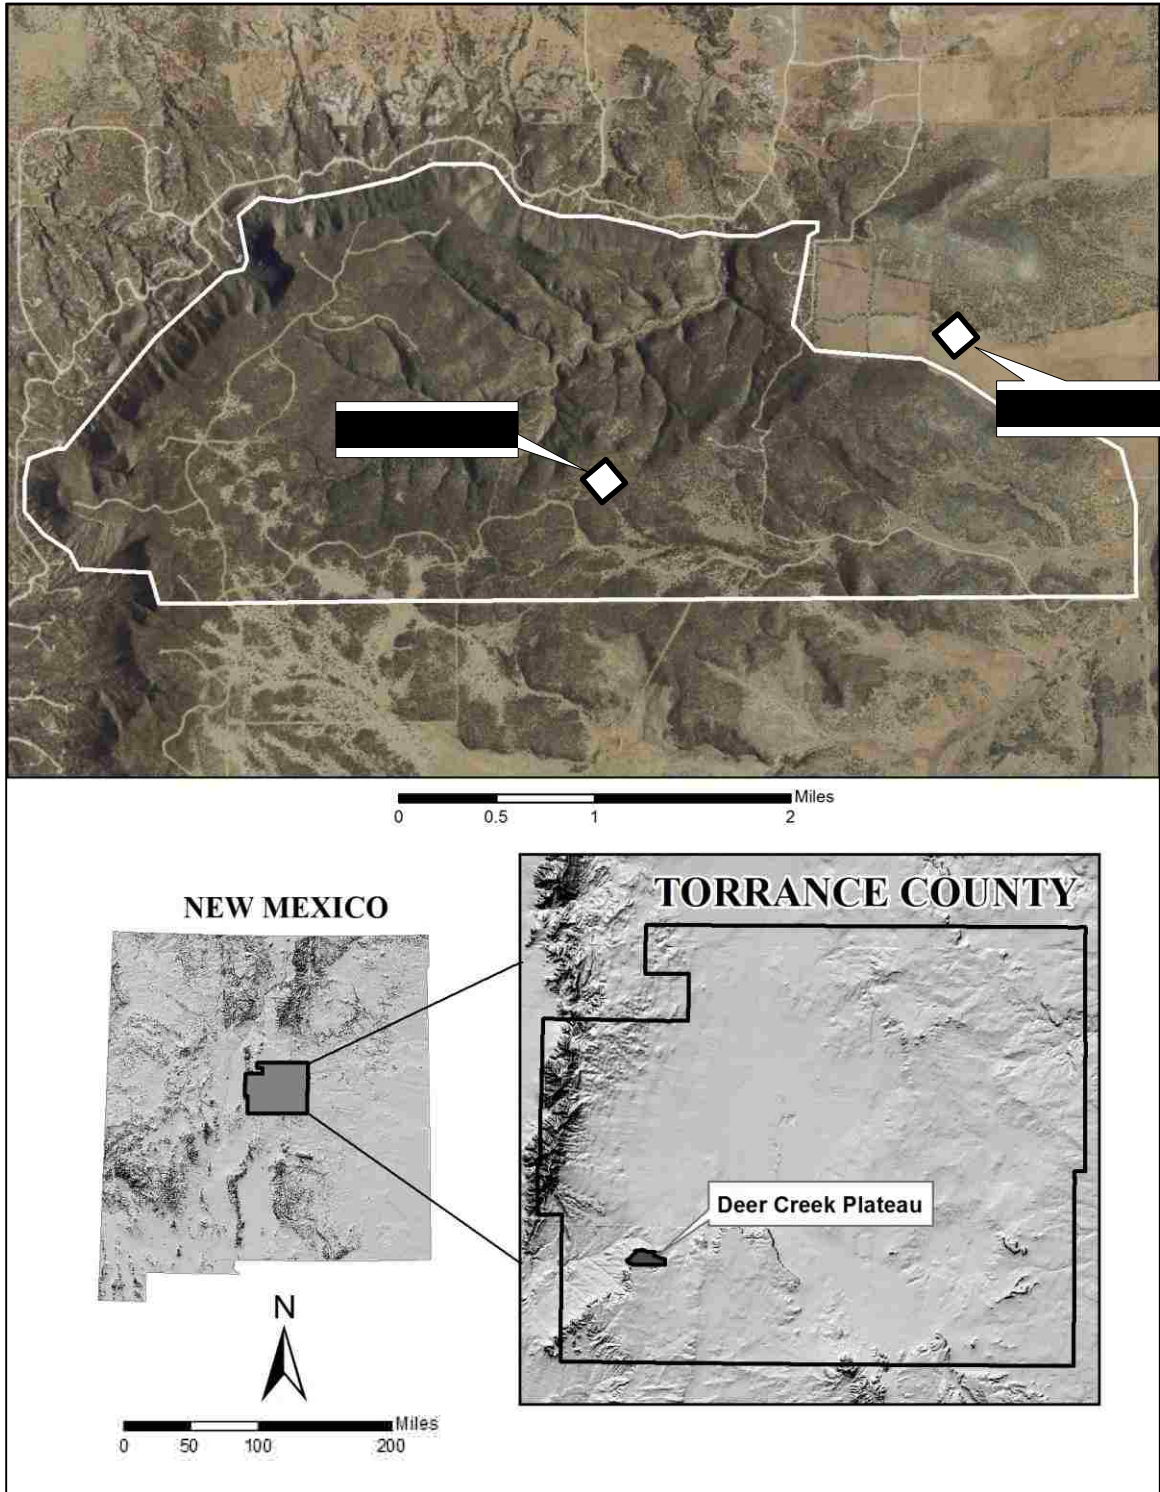 Miles
0 0.5 1 2
NEW MEXICO
TORRANCE COUNTY
Deer Creek Plateau
N
Miles
0 50 100 200